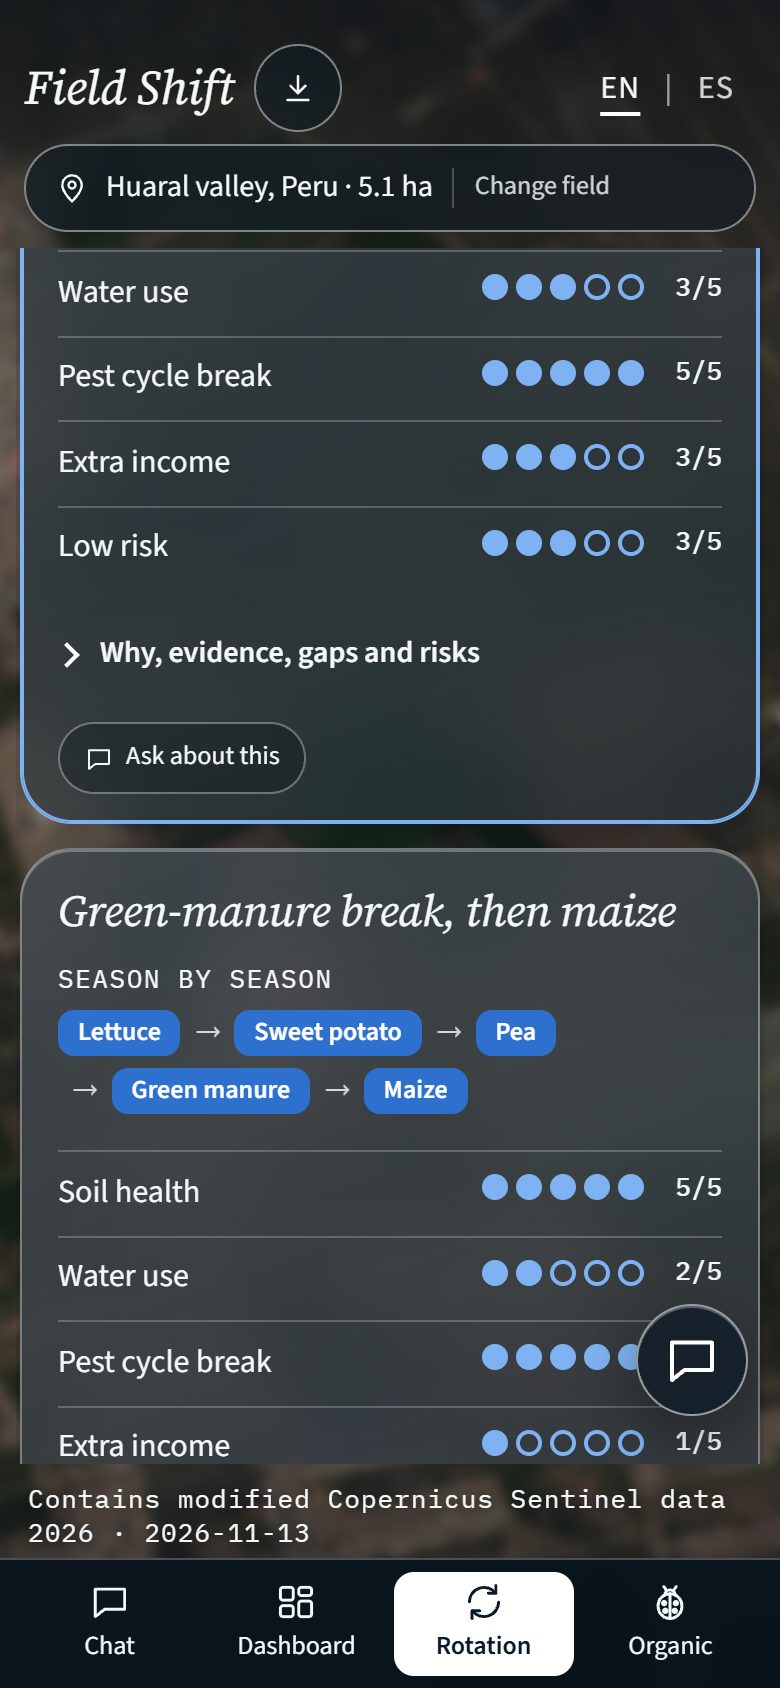 Field Shift
EN | ES
Huaral valley, Peru · 5.1 ha | Change field
Water use 3/5
Pest cycle break 5/5
Extra income 3/5
Low risk 3/5
Why, evidence, gaps and risks
Ask about this
Green-manure break, then maize
SEASON BY SEASON
Lettuce → Sweet potato → Pea
→ Green manure → Maize
Soil health 5/5
Water use 2/5
Pest cycle break
Extra income 1/5
Contains modified Copernicus Sentinel data
2026 · 2026-11-13
Chat Dashboard Rotation Organic